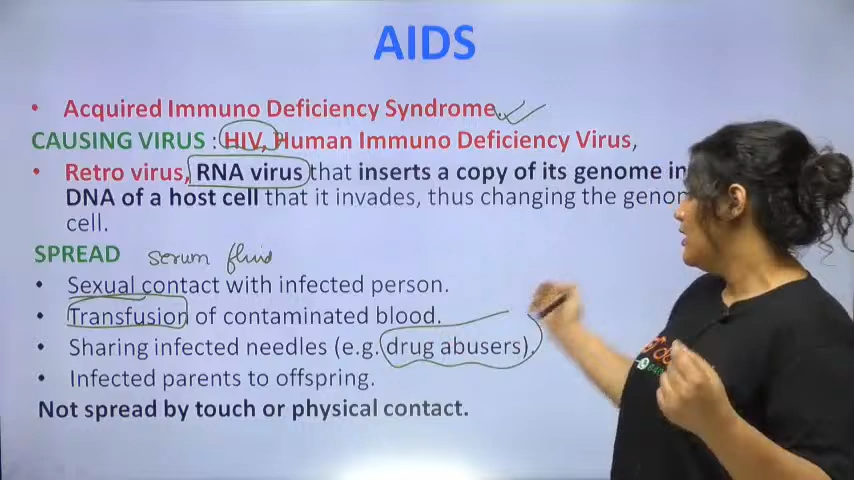 AIDS
• Acquired Immuno Deficiency Syndrome
CAUSING VIRUS : HIV, Human Immuno Deficiency Virus,
• Retro virus, RNA virus that inserts a copy of its genome in
DNA of a host cell that it invades, thus changing the genom
cell.
SPREAD serum fluid
• Sexual contact with infected person.
• Transfusion of contaminated blood.
• Sharing infected needles (e.g. drug abusers).
• Infected parents to offspring.
Not spread by touch or physical contact.